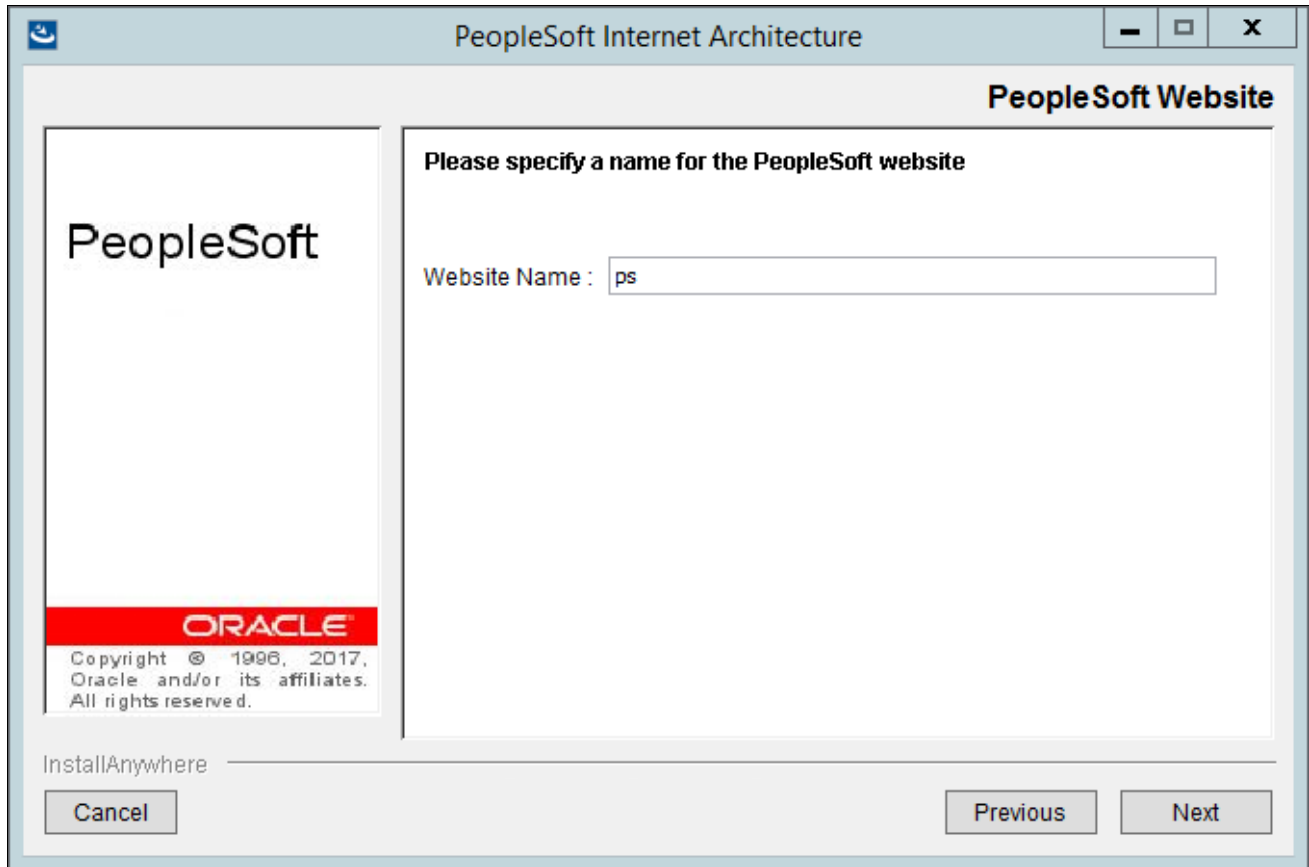 PeopleSoft Internet Architecture
PeopleSoft Website
PeopleSoft
ORACLE
Copyright © 1996, 2017,
Oracle and/or its affiliates.
All rights reserved.
Please specify a name for the PeopleSoft website
Website Name : ps
InstallAnywhere
Cancel Previous Next